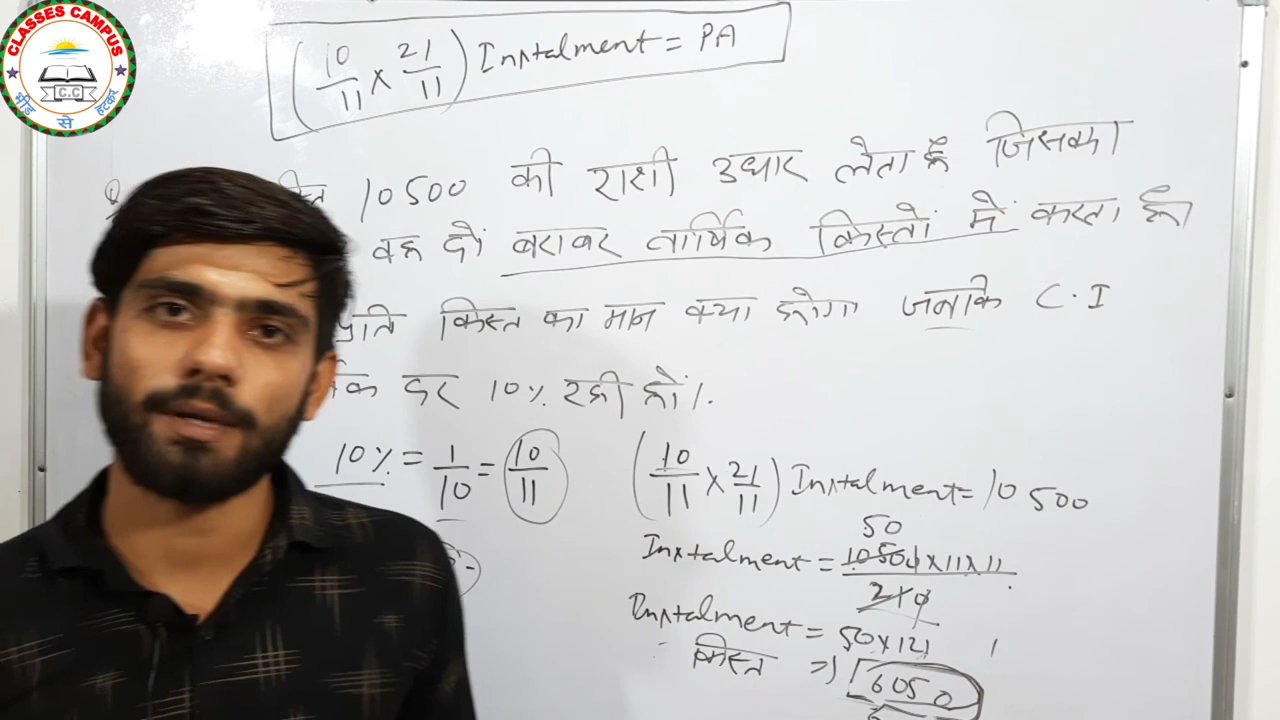 CLASSES CAMPUS
C.C
भीड़ से हटकर
(10/11 × 21/11) Instalment = PA
10500 की राशी उधार लेता है जिसका
वह दो बराबर वार्षिक किस्तों में करता है।
प्रति किस्त का मान क्या होगा जबकि C.I
दर 10% रही हो।
10% = 1/10 = 10/11
(10/11 × 21/11) Instalment = 10500
50
Instalment = 10500×11×11/210
Instalment = 50×121
किस्त ⇒ 6050